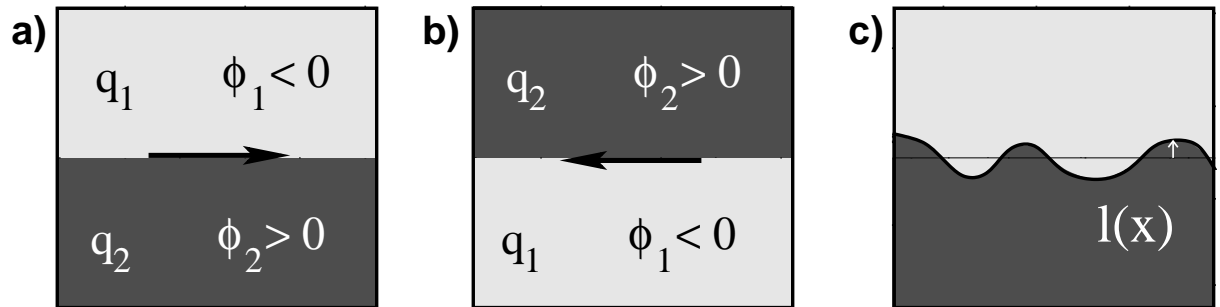 a)
q₁ ϕ₁ < 0
q₂ ϕ₂ > 0
b)
q₂ ϕ₂ > 0
q₁ ϕ₁ < 0
c)
l(x)